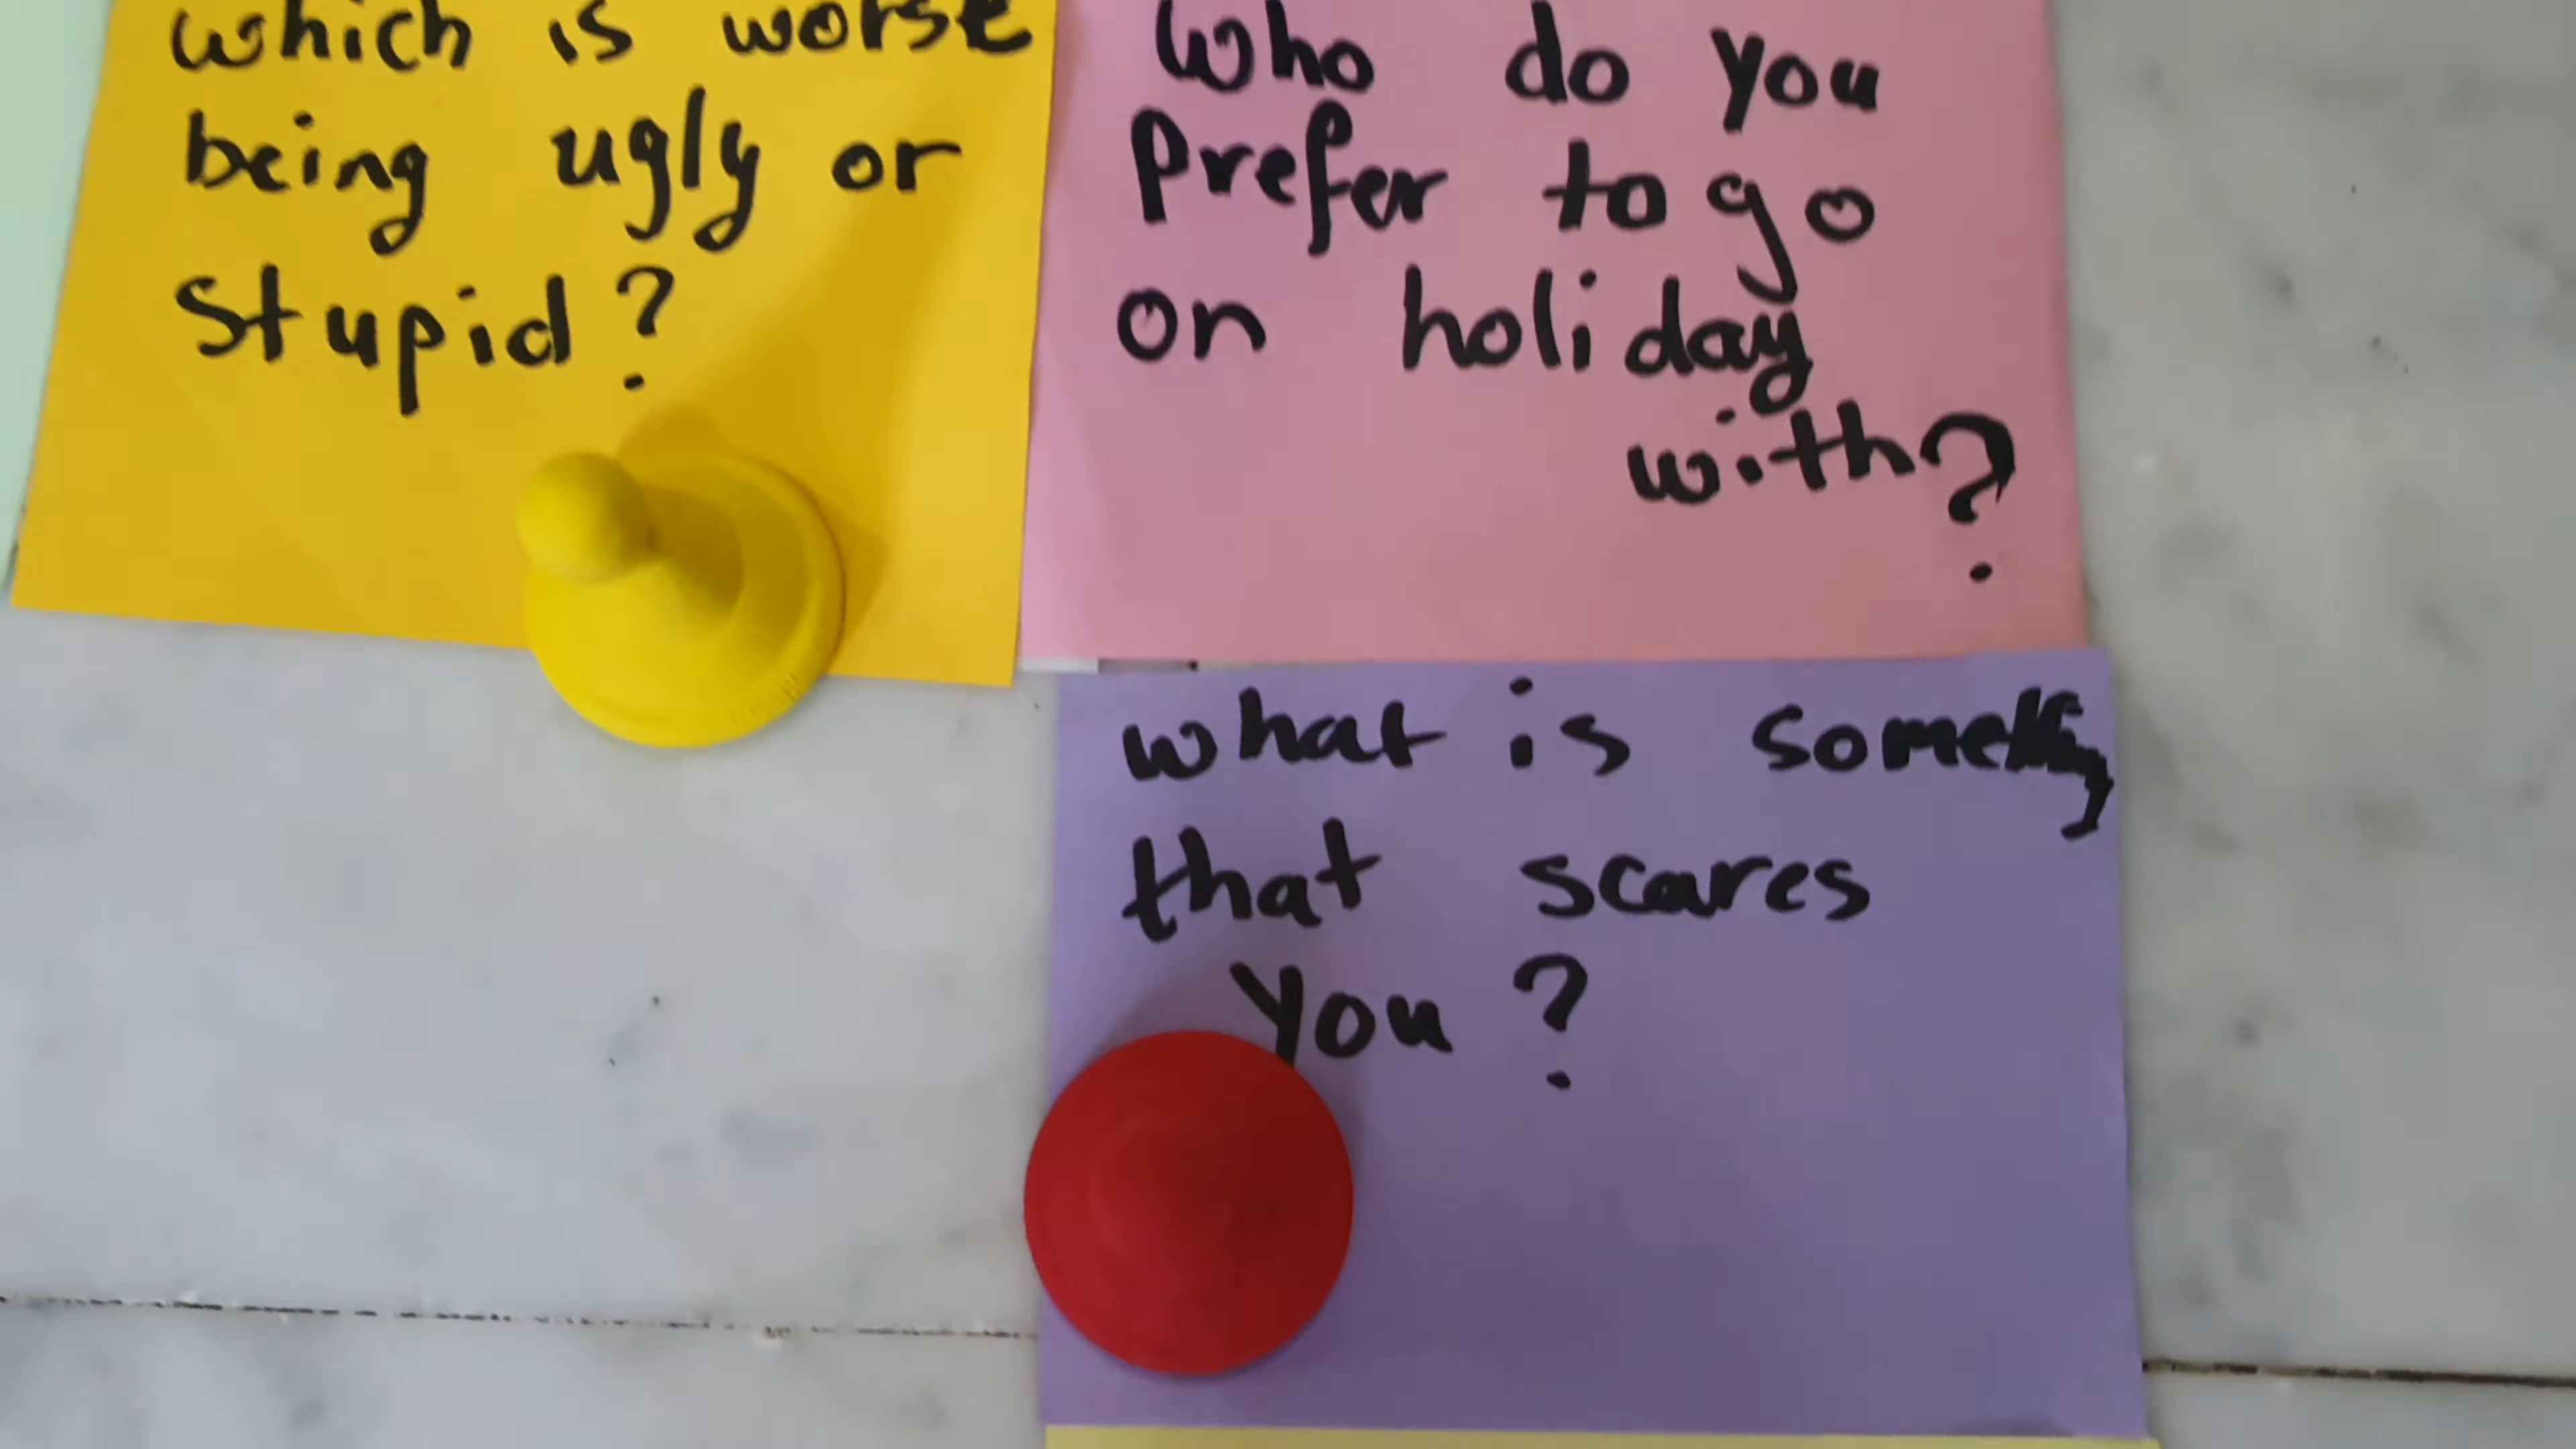 which is worse
being ugly or
stupid?
Who do you
prefer to go
on holiday
with?
what is something
that scares
you?